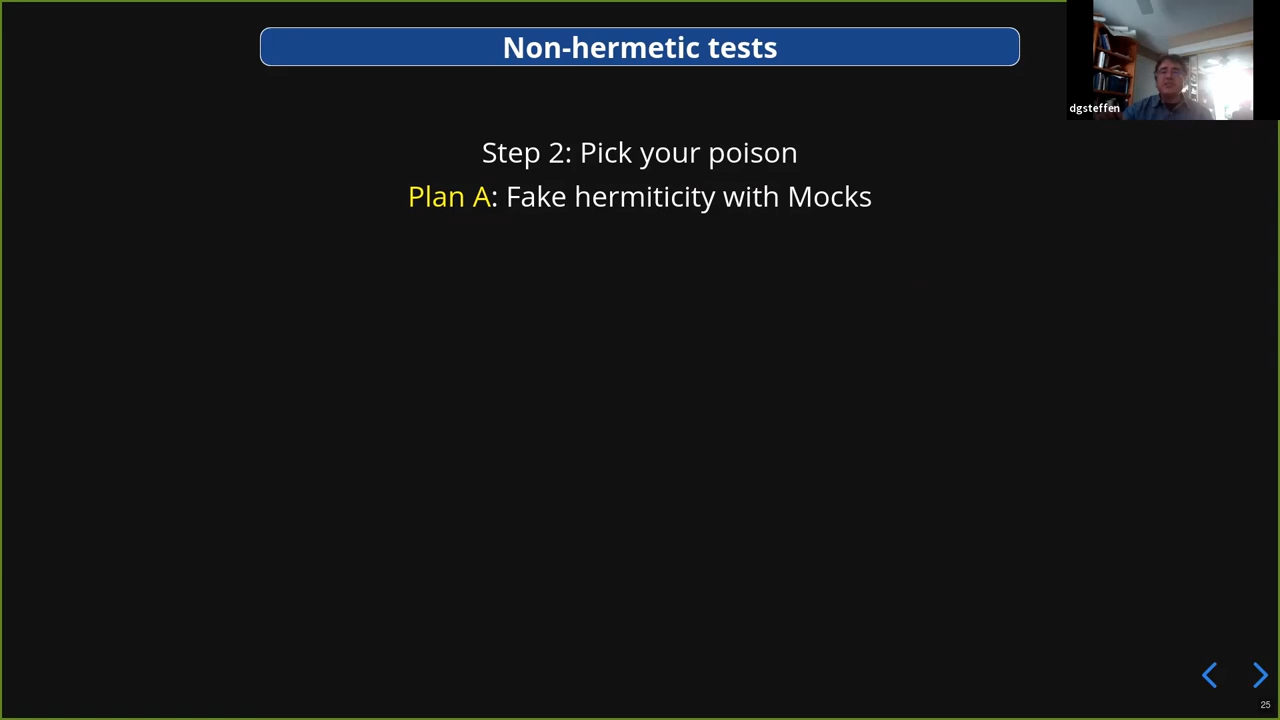 Non-hermetic tests
dgsteffen
Step 2: Pick your poison
Plan A: Fake hermiticity with Mocks
25